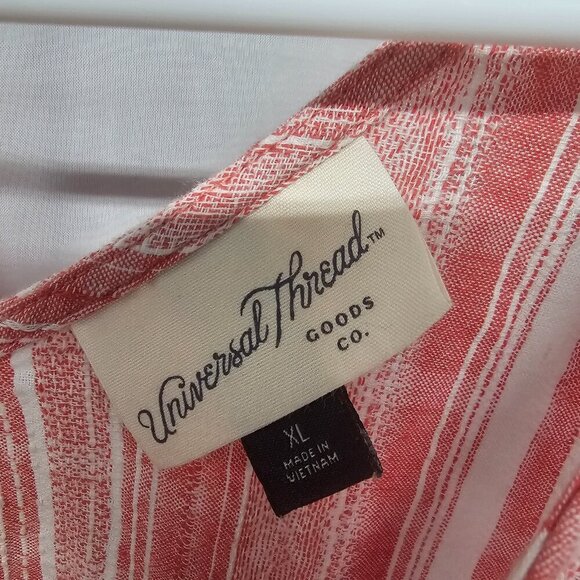 Universal Thread™
GOODS
CO.
XL
MADE IN
VIETNAM